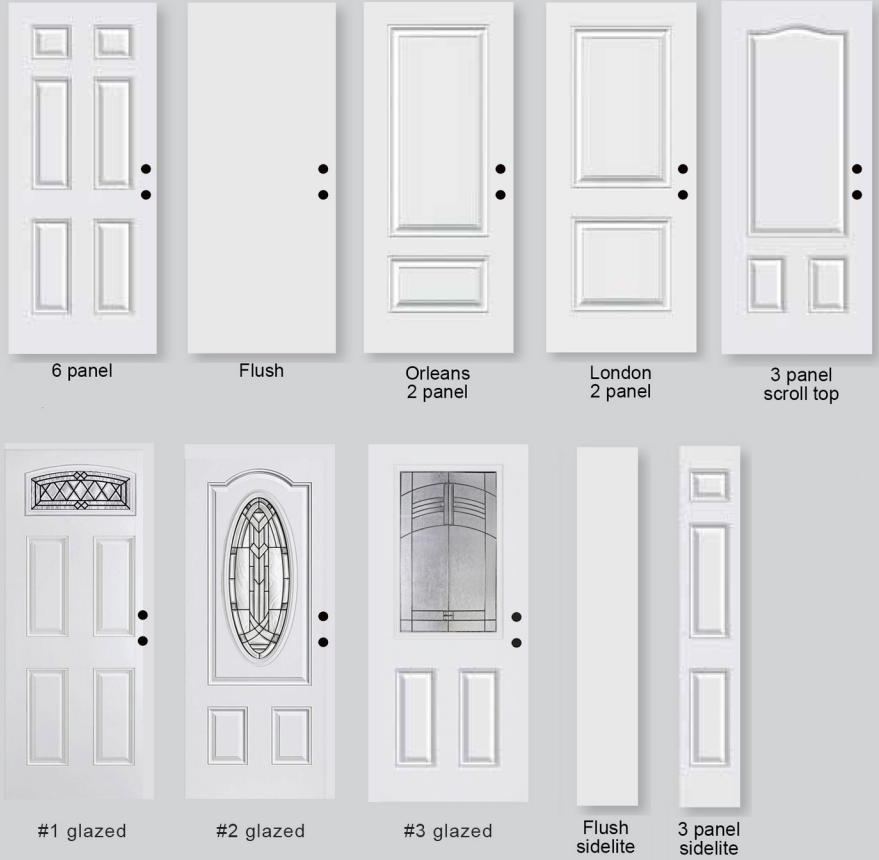 6 panel
Flush
Orleans
2 panel
London
2 panel
3 panel
scroll top
#1 glazed
#2 glazed
#3 glazed
Flush
sidelite
3 panel
sidelite